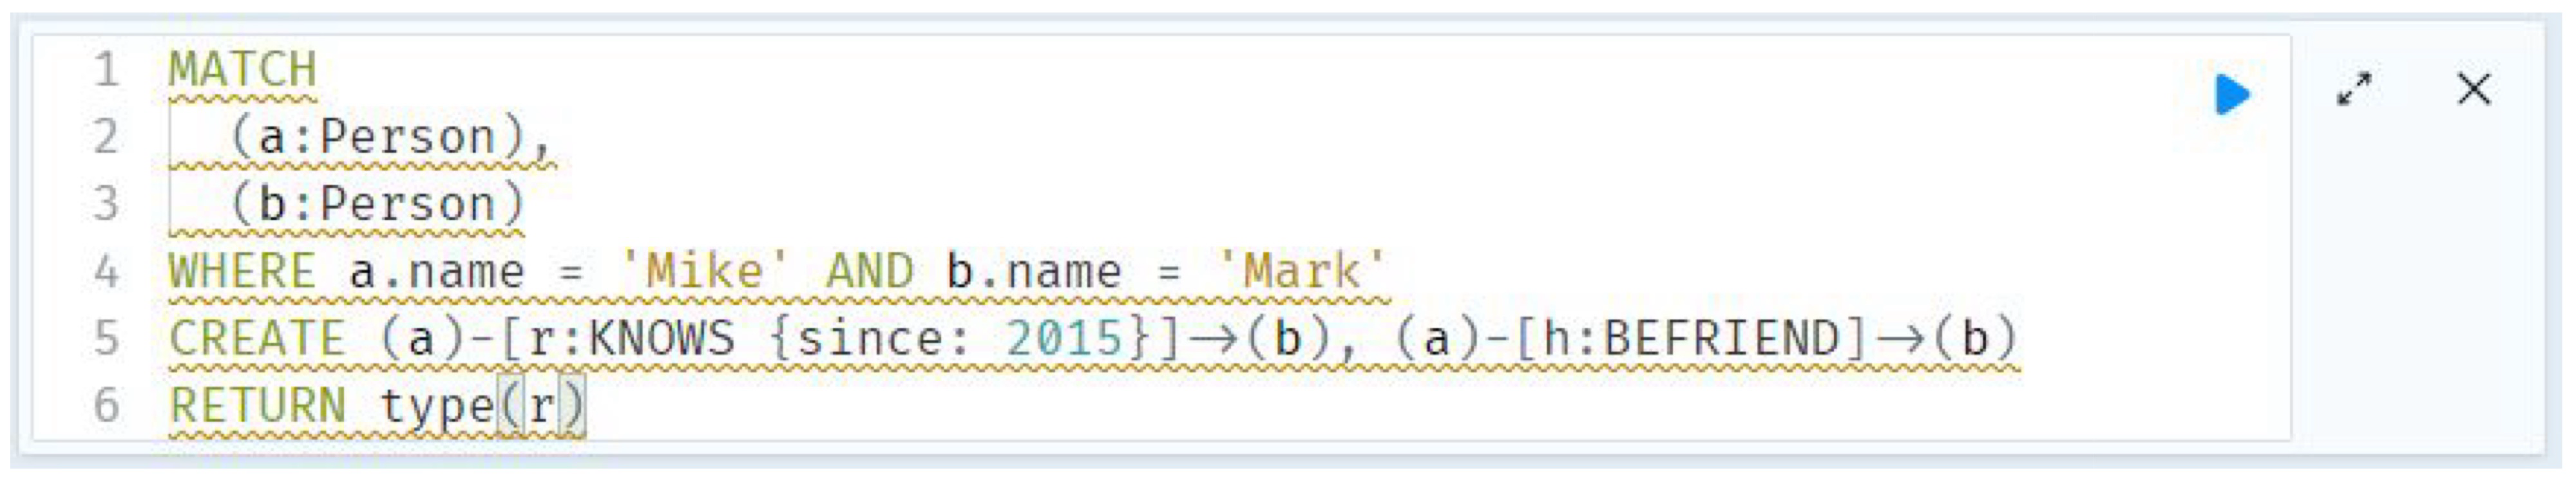 1 MATCH
2 (a:Person),
3 (b:Person)
4 WHERE a.name = 'Mike' AND b.name = 'Mark'
5 CREATE (a)-[r:KNOWS {since: 2015}]→(b), (a)-[h:BEFRIEND]→(b)
6 RETURN type(r)